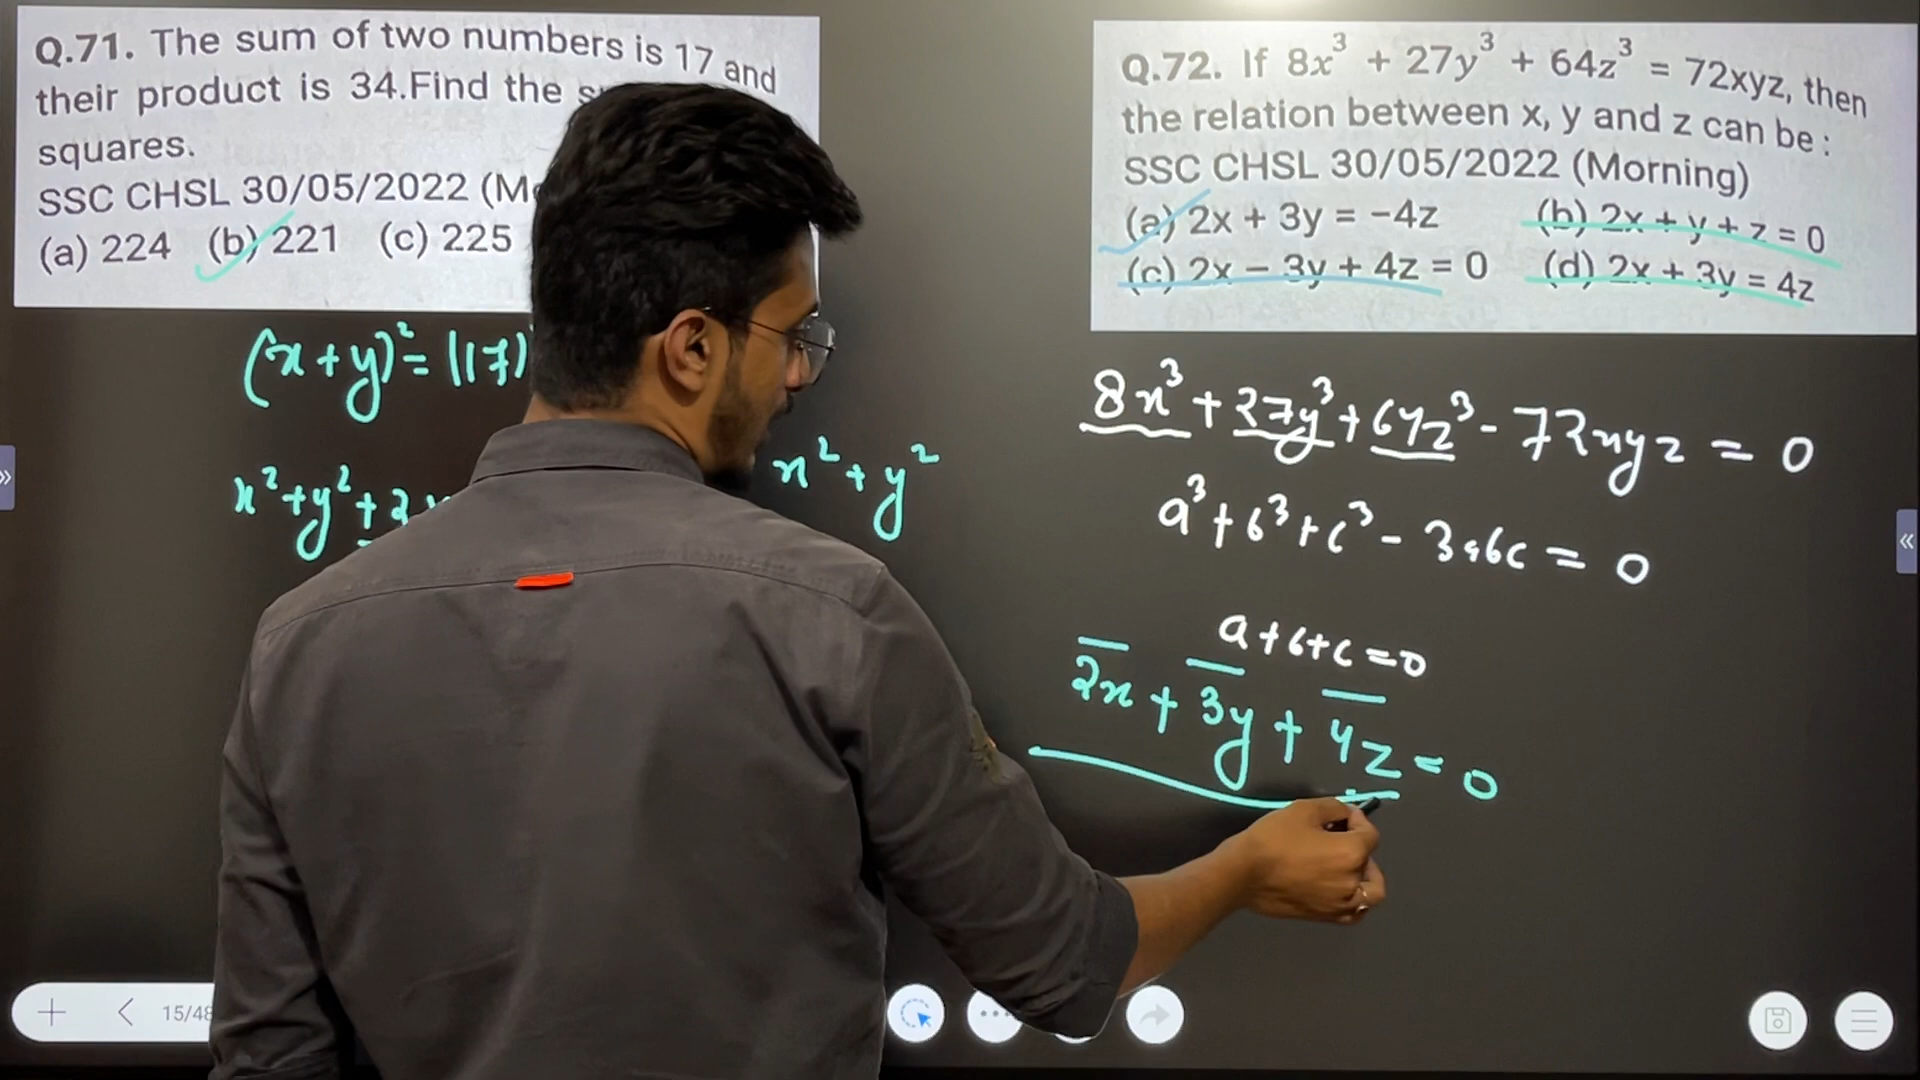 Q.71. The sum of two numbers is 17 and
their product is 34. Find the
squares.
SSC CHSL 30/05/2022
(a) 224 (b) 221 (c) 225
(x+y)² = (17)
x²+y²+2
x²+y²
Q.72. If 8x³ + 27y³ + 64z³ = 72xyz, then
the relation between x, y and z can be :
SSC CHSL 30/05/2022 (Morning)
(a) 2x + 3y = −4z (b) 2x + y + z = 0
(c) 2x − 3y + 4z = 0 (d) 2x + 3y = 4z
8x³+27y³+64z³-72xyz = 0
a³+b³+c³-3abc = 0
a+b+c=0
2x+3y+4z=0
15/48